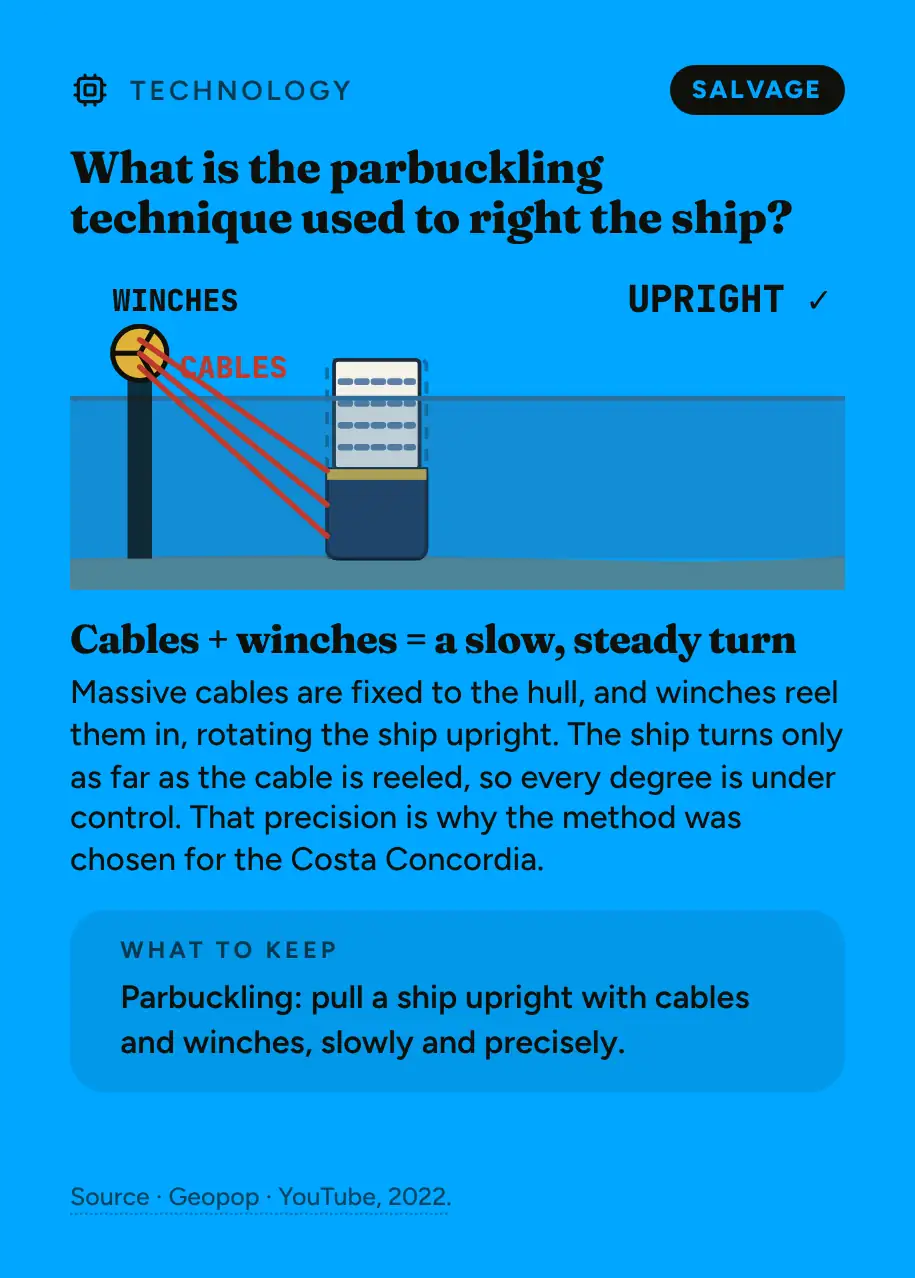 TECHNOLOGY
SALVAGE
What is the parbuckling
technique used to right the ship?
WINCHES
UPRIGHT ✓
CABLES
Cables + winches = a slow, steady turn
Massive cables are fixed to the hull, and winches reel
them in, rotating the ship upright. The ship turns only
as far as the cable is reeled, so every degree is under
control. That precision is why the method was
chosen for the Costa Concordia.
WHAT TO KEEP
Parbuckling: pull a ship upright with cables
and winches, slowly and precisely.
Source · Geopop · YouTube, 2022.